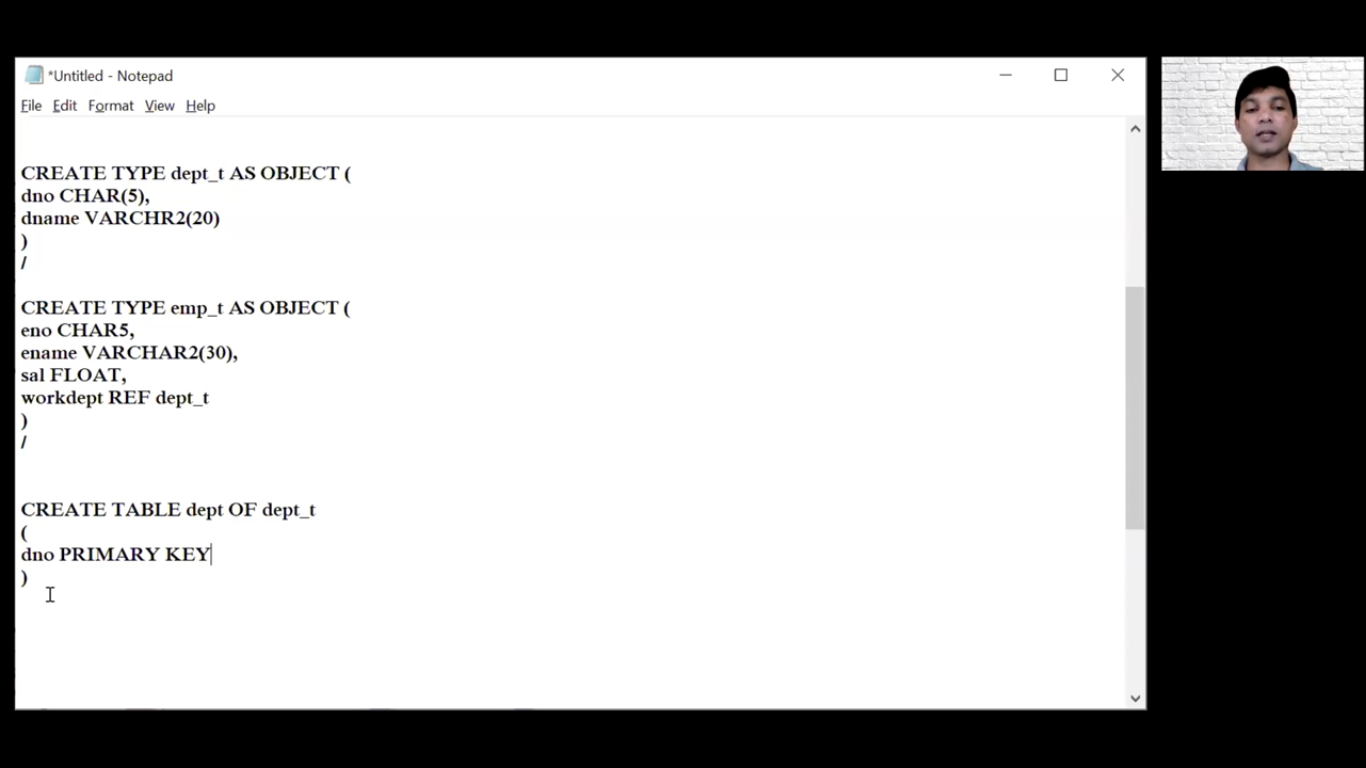 *Untitled - Notepad
File Edit Format View Help
CREATE TYPE dept_t AS OBJECT (
dno CHAR(5),
dname VARCHR2(20)
)
/
CREATE TYPE emp_t AS OBJECT (
eno CHAR5,
ename VARCHAR2(30),
sal FLOAT,
workdept REF dept_t
)
/
CREATE TABLE dept OF dept_t
(
dno PRIMARY KEY
)